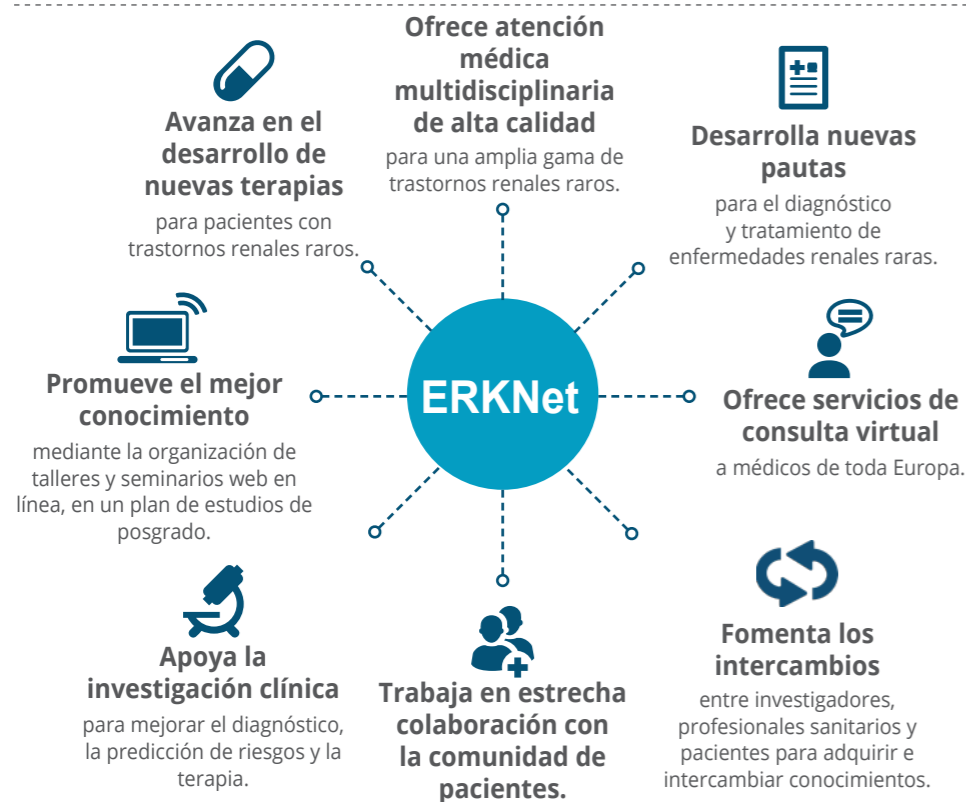 Ofrece atención
médica
multidisciplinaria
de alta calidad
para una amplia gama de
trastornos renales raros.
Avanza en el
desarrollo de
nuevas terapias
para pacientes con
trastornos renales raros.
Desarrolla nuevas
pautas
para el diagnóstico
y tratamiento de
enfermedades renales raras.
Promueve el mejor
conocimiento
mediante la organización de
talleres y seminarios web en
línea, en un plan de estudios de
posgrado.
ERKNet
Ofrece servicios de
consulta virtual
a médicos de toda Europa.
Apoya la
investigación clínica
para mejorar el diagnóstico,
la predicción de riesgos y la
terapia.
Trabaja en estrecha
colaboración con
la comunidad de
pacientes.
Fomenta los
intercambios
entre investigadores,
profesionales sanitarios y
pacientes para adquirir e
intercambiar conocimientos.